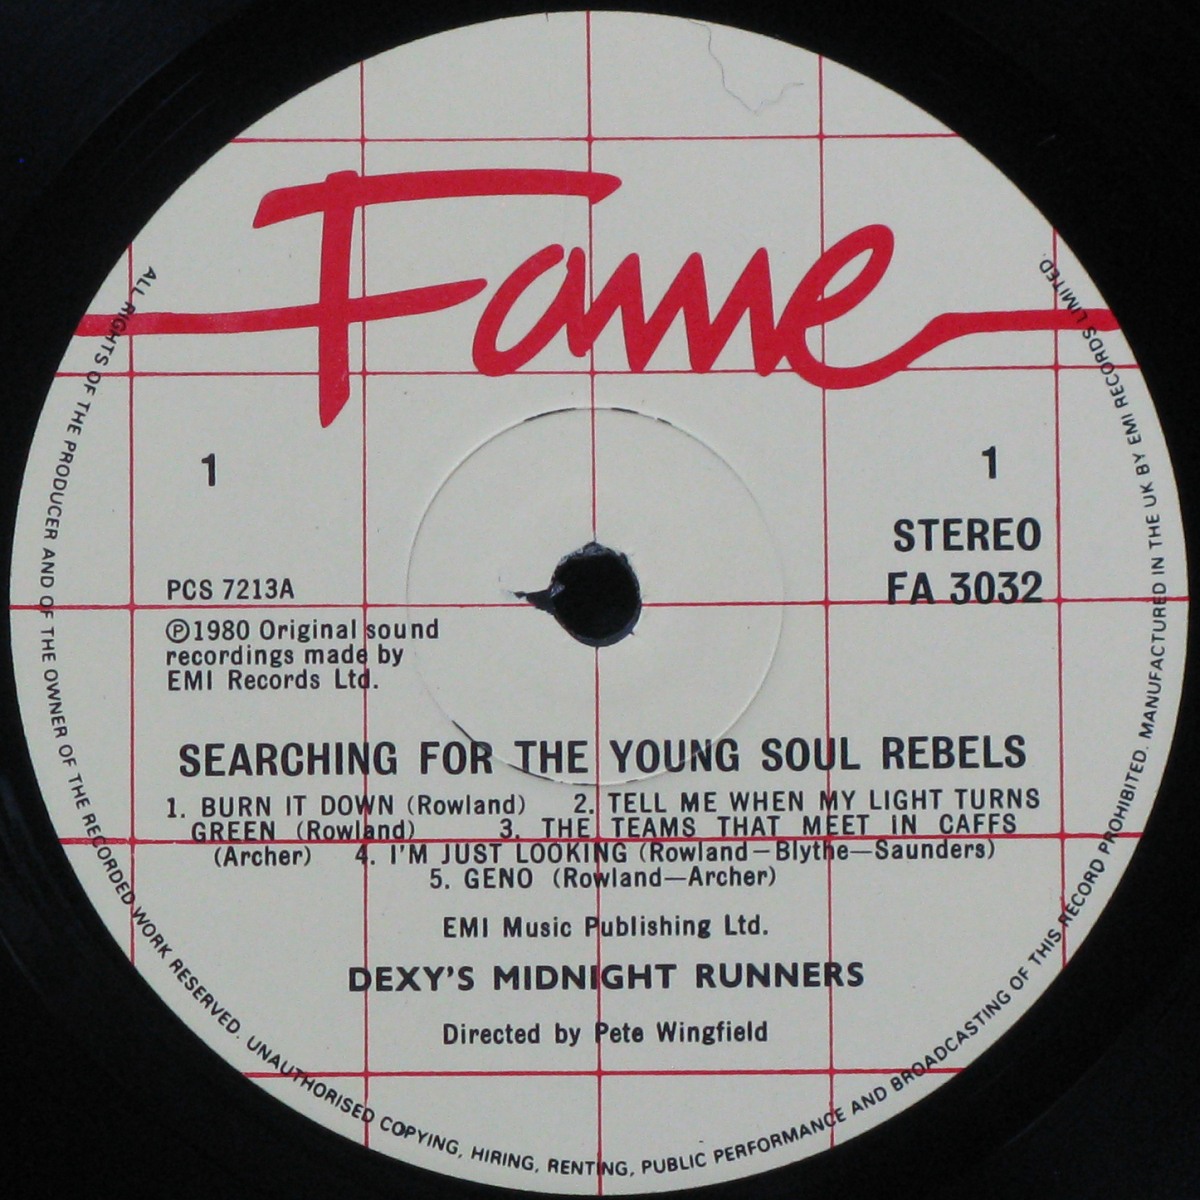 Fame
1 1
STEREO
FA 3032
PCS 7213A
Ⓟ1980 Original sound
recordings made by
EMI Records Ltd.
SEARCHING FOR THE YOUNG SOUL REBELS
1. BURN IT DOWN (Rowland) 2. TELL ME WHEN MY LIGHT TURNS
GREEN (Rowland) 3. THE TEAMS THAT MEET IN CAFFS
(Archer) 4. I'M JUST LOOKING (Rowland—Blythe—Saunders)
5. GENO (Rowland—Archer)
EMI Music Publishing Ltd.
DEXY'S MIDNIGHT RUNNERS
Directed by Pete Wingfield
ALL RIGHTS OF THE PRODUCER AND OF THE OWNER OF THE RECORDED WORK RESERVED. UNAUTHORISED COPYING, HIRING, RENTING, PUBLIC PERFORMANCE AND BROADCASTING OF THIS RECORD PROHIBITED. MANUFACTURED IN THE UK BY EMI RECORDS LIMITED.